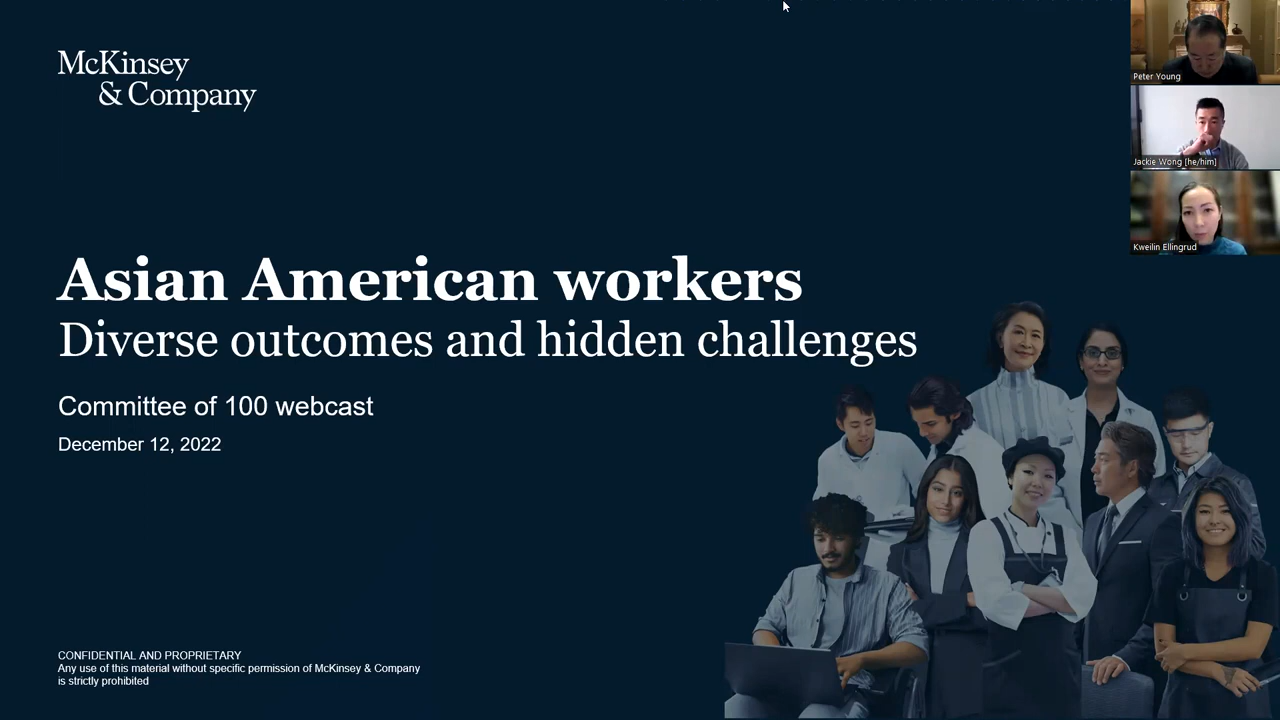 McKinsey
& Company
Asian American workers
Diverse outcomes and hidden challenges
Committee of 100 webcast
December 12, 2022
CONFIDENTIAL AND PROPRIETARY
Any use of this material without specific permission of McKinsey & Company
is strictly prohibited
Peter Young
Jackie Wong [he/him]
Kweilin Ellingrud